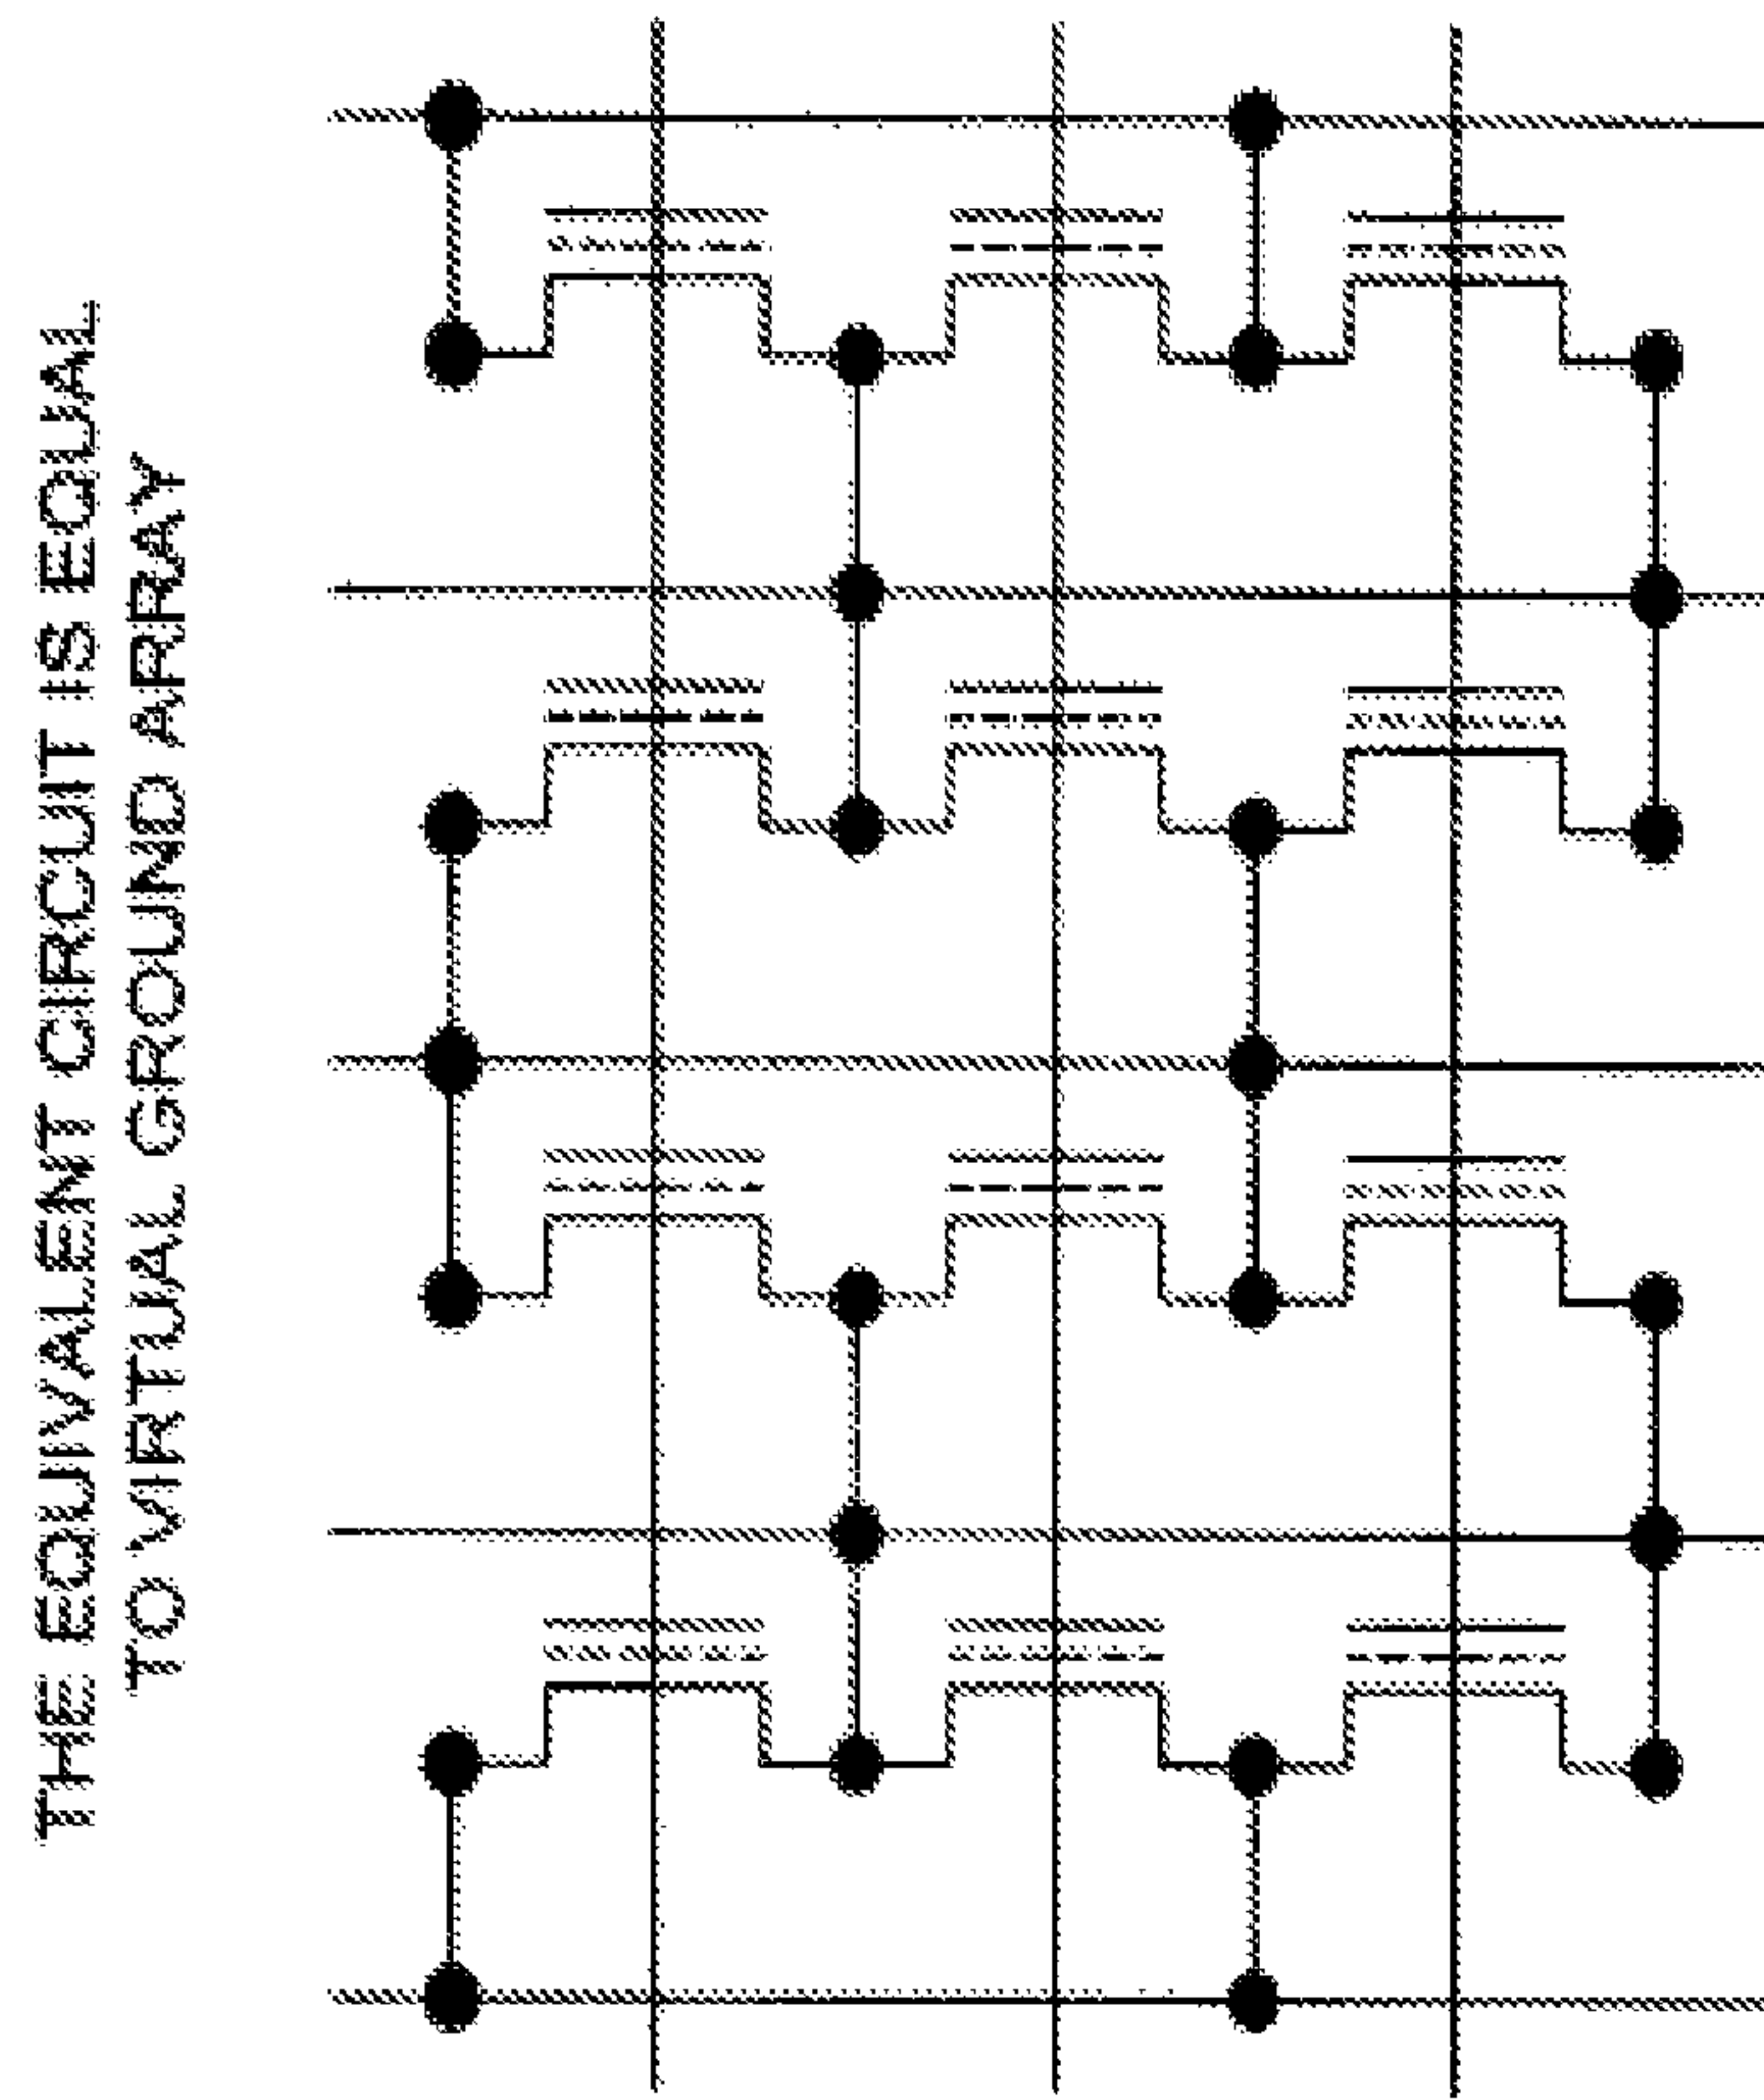 THE EQUIVALENT CIRCUIT IS EQUAL
TO VIRTUAL GROUND ARRAY